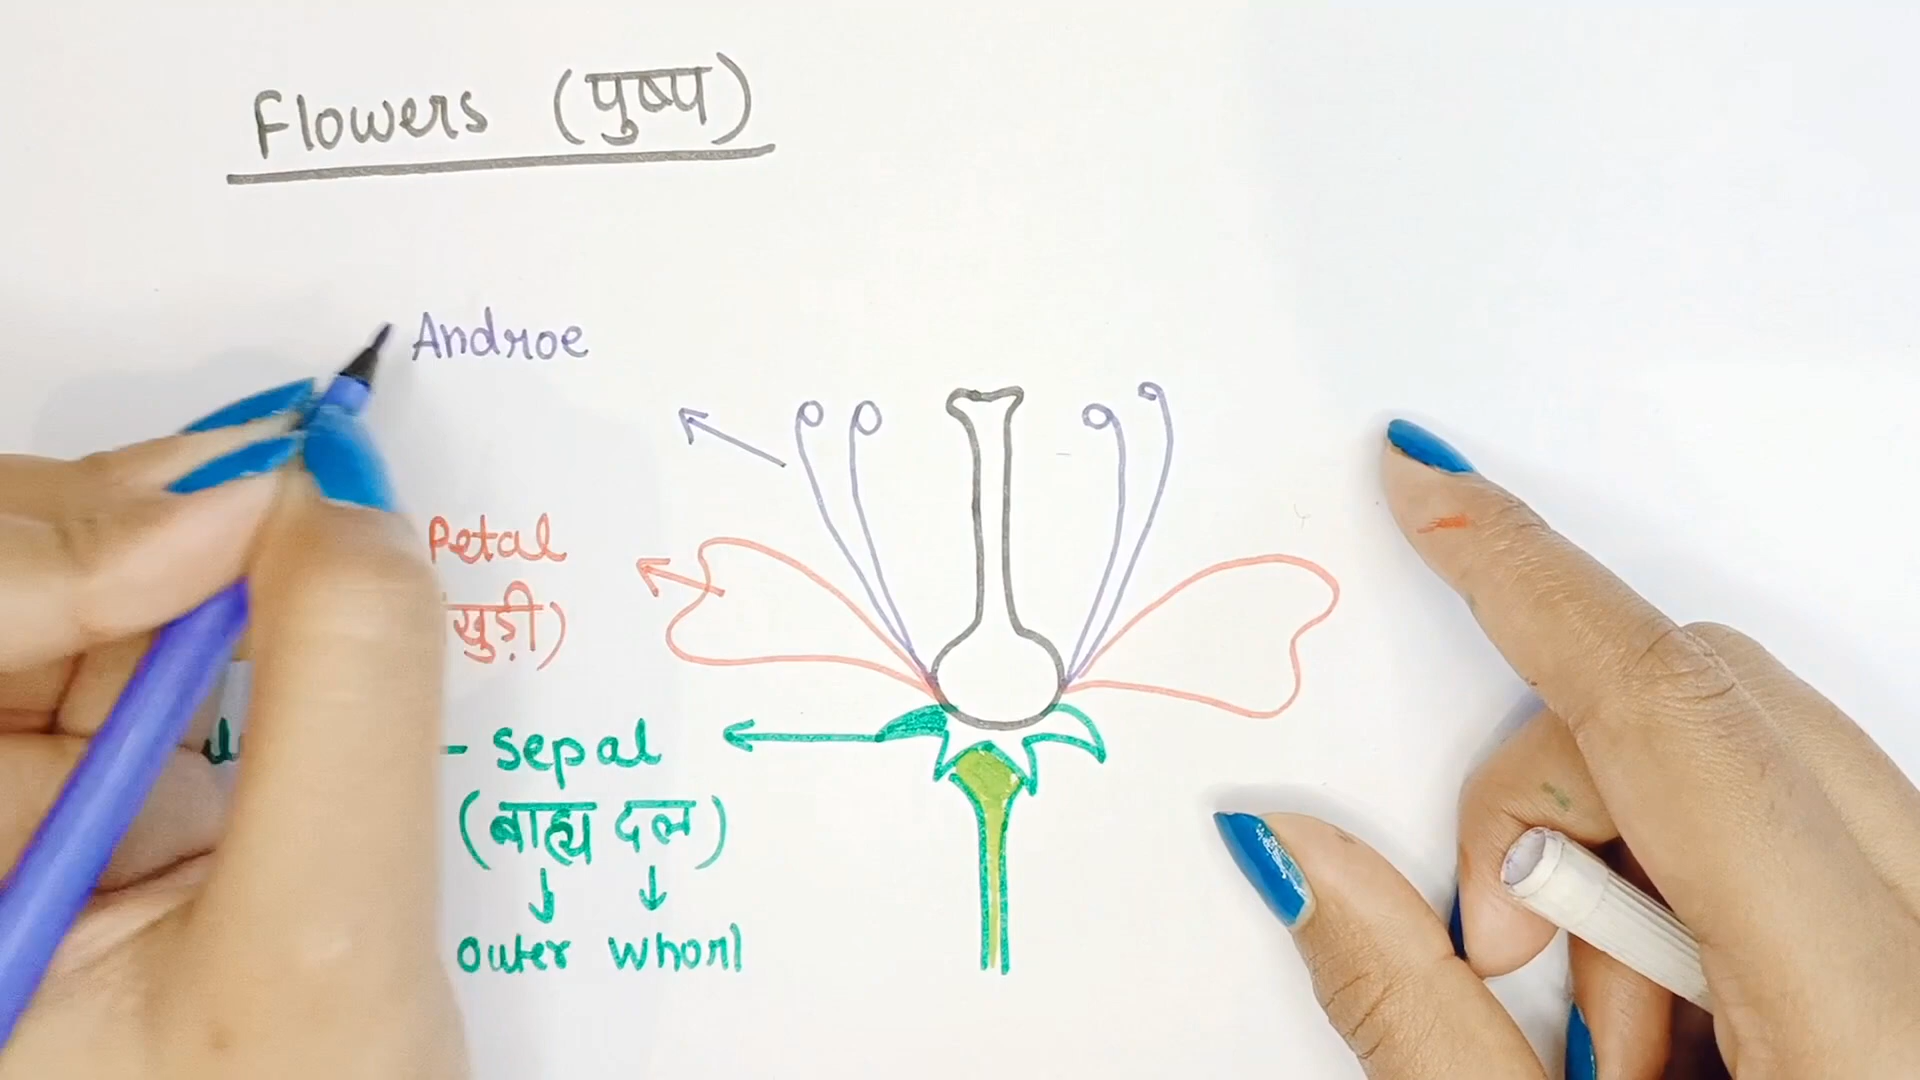 Flowers (पुष्प)
Androe
Petal
- Sepal
(बाह्य दल)
outer whorl